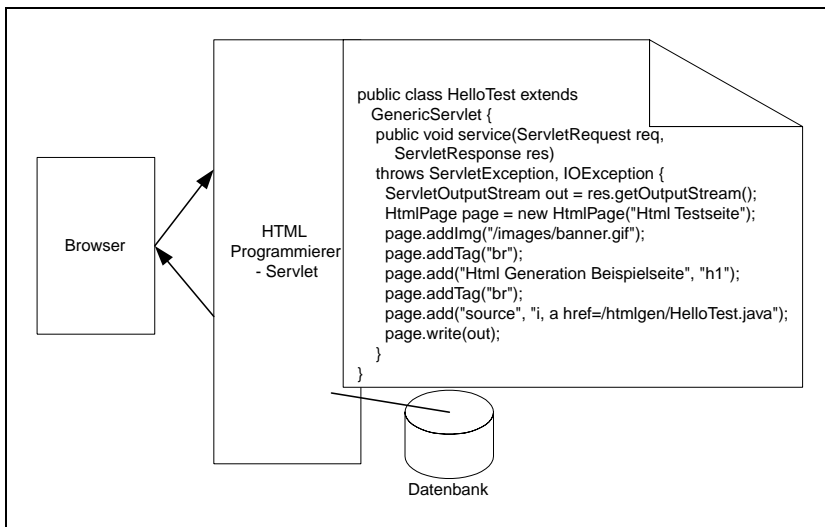 Browser
HTML
Programmierer
- Servlet
public class HelloTest extends
GenericServlet {
public void service(ServletRequest req,
ServletResponse res)
throws ServletException, IOException {
ServletOutputStream out = res.getOutputStream();
HtmlPage page = new HtmlPage("Html Testseite");
page.addImg("/images/banner.gif");
page.addTag("br");
page.add("Html Generation Beispielseite", "h1");
page.addTag("br");
page.add("source", "i, a href=/htmlgen/HelloTest.java");
page.write(out);
}
}
Datenbank